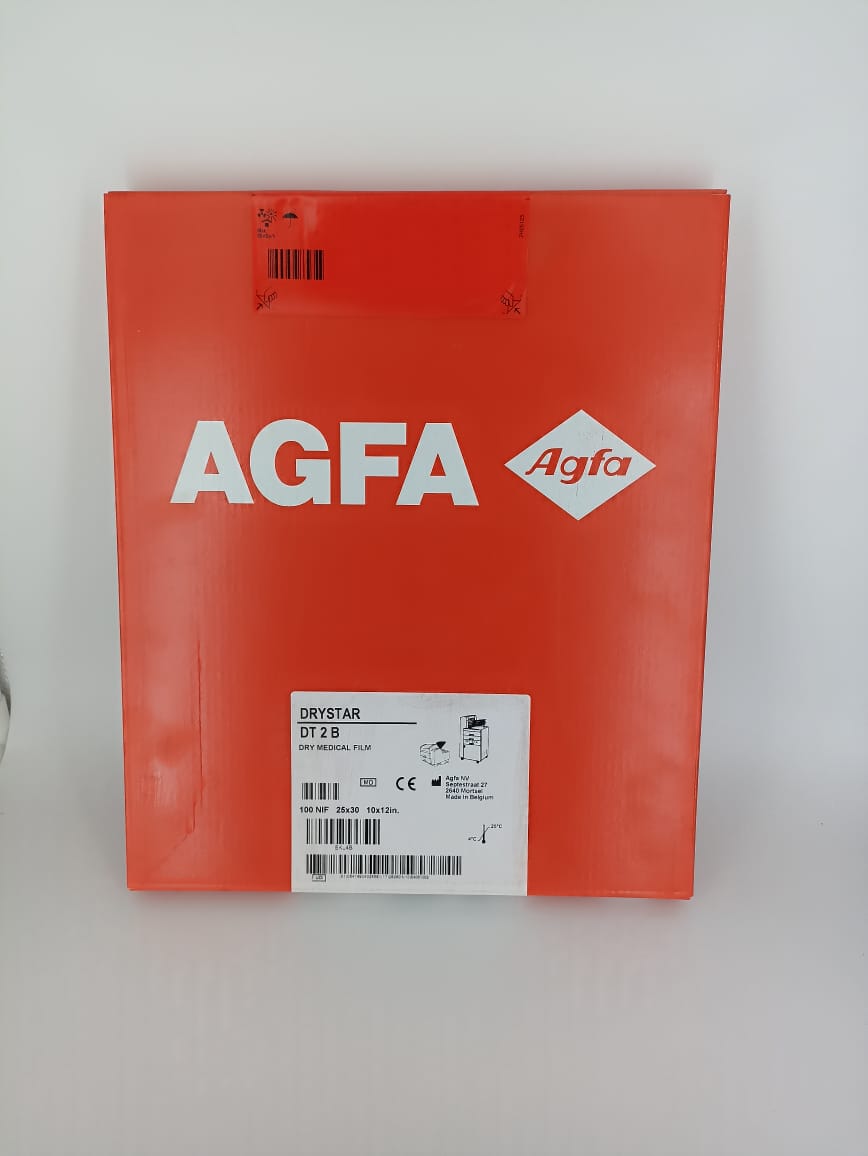 AGFA
Agfa
DRYSTAR
DT 2 B
DRY MEDICAL FILM
MD
CE
Agfa NV
Septestraat 27
2640 Mortsel
Made in Belgium
100 NIF 25x30 10x12in.
25°C
4°C